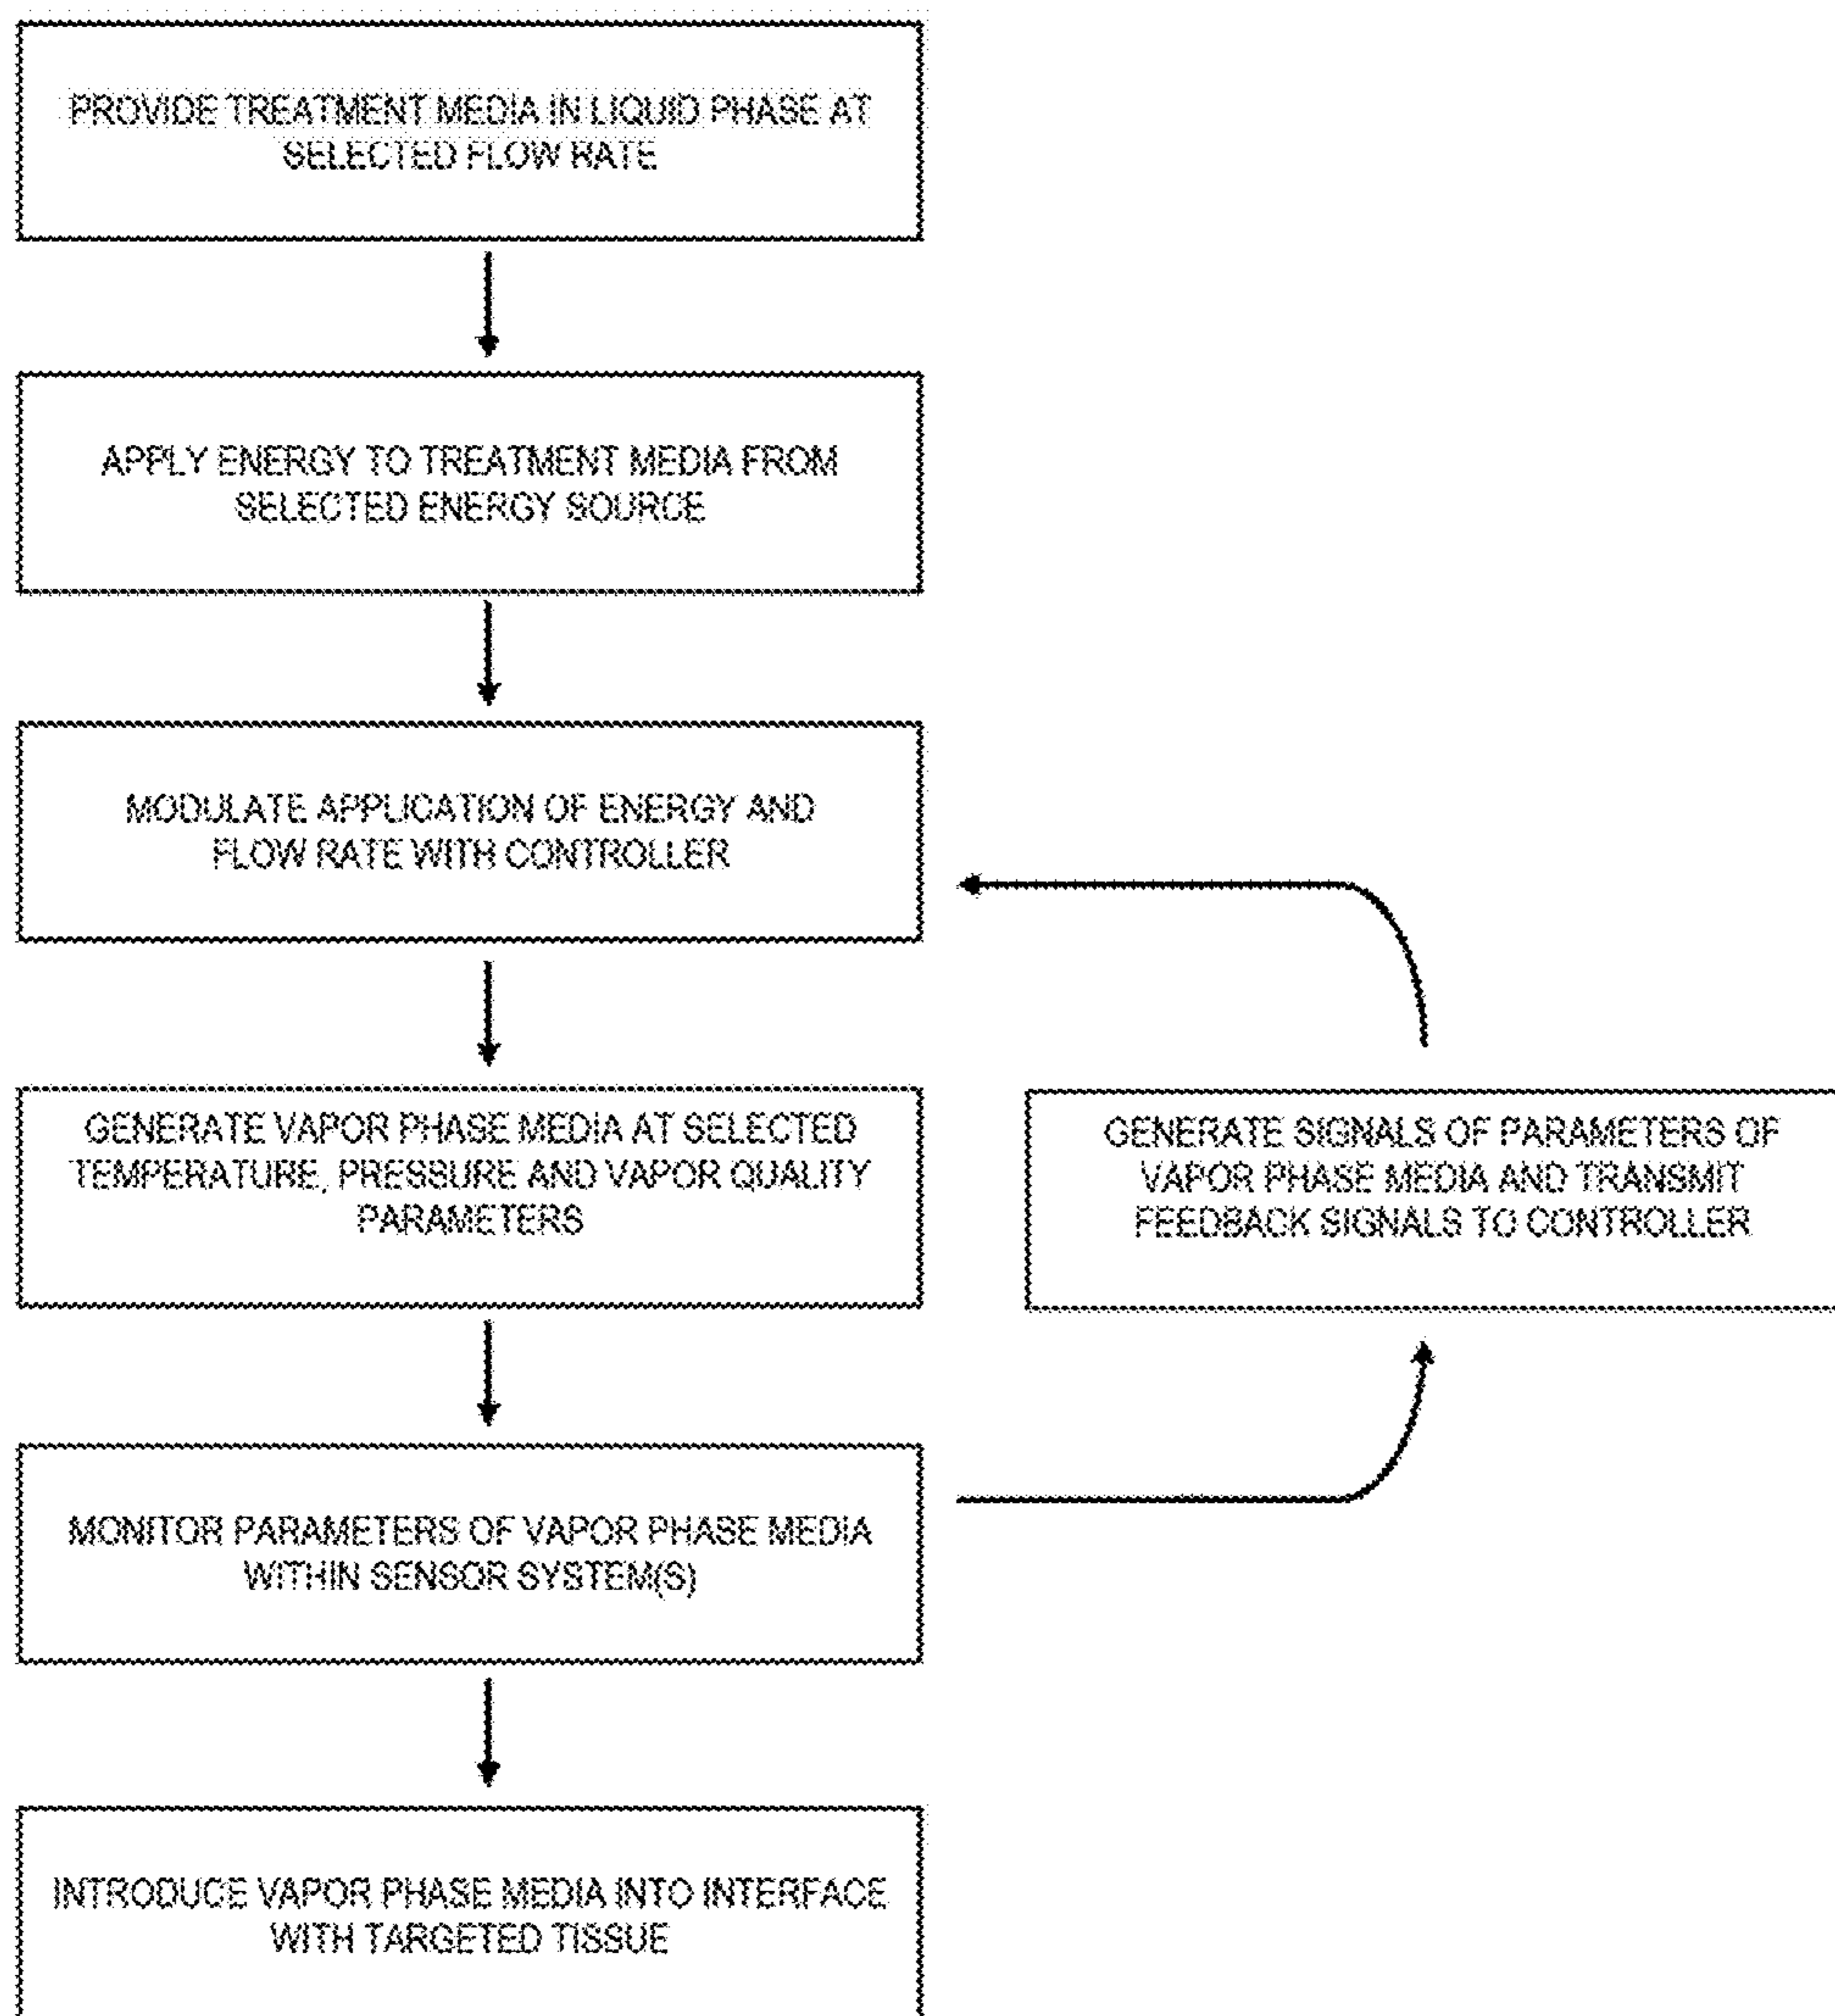 PROVIDE TREATMENT MEDIA IN LIQUID PHASE AT
SELECTED FLOW RATE
APPLY ENERGY TO TREATMENT MEDIA FROM
SELECTED ENERGY SOURCE
MODULATE APPLICATION OF ENERGY AND
FLOW RATE WITH CONTROLLER
GENERATE VAPOR PHASE MEDIA AT SELECTED
TEMPERATURE, PRESSURE AND VAPOR QUALITY
PARAMETERS
GENERATE SIGNALS OF PARAMETERS OF
VAPOR PHASE MEDIA AND TRANSMIT
FEEDBACK SIGNALS TO CONTROLLER
MONITOR PARAMETERS OF VAPOR PHASE MEDIA
WITHIN SENSOR SYSTEM(S)
INTRODUCE VAPOR PHASE MEDIA INTO INTERFACE
WITH TARGETED TISSUE